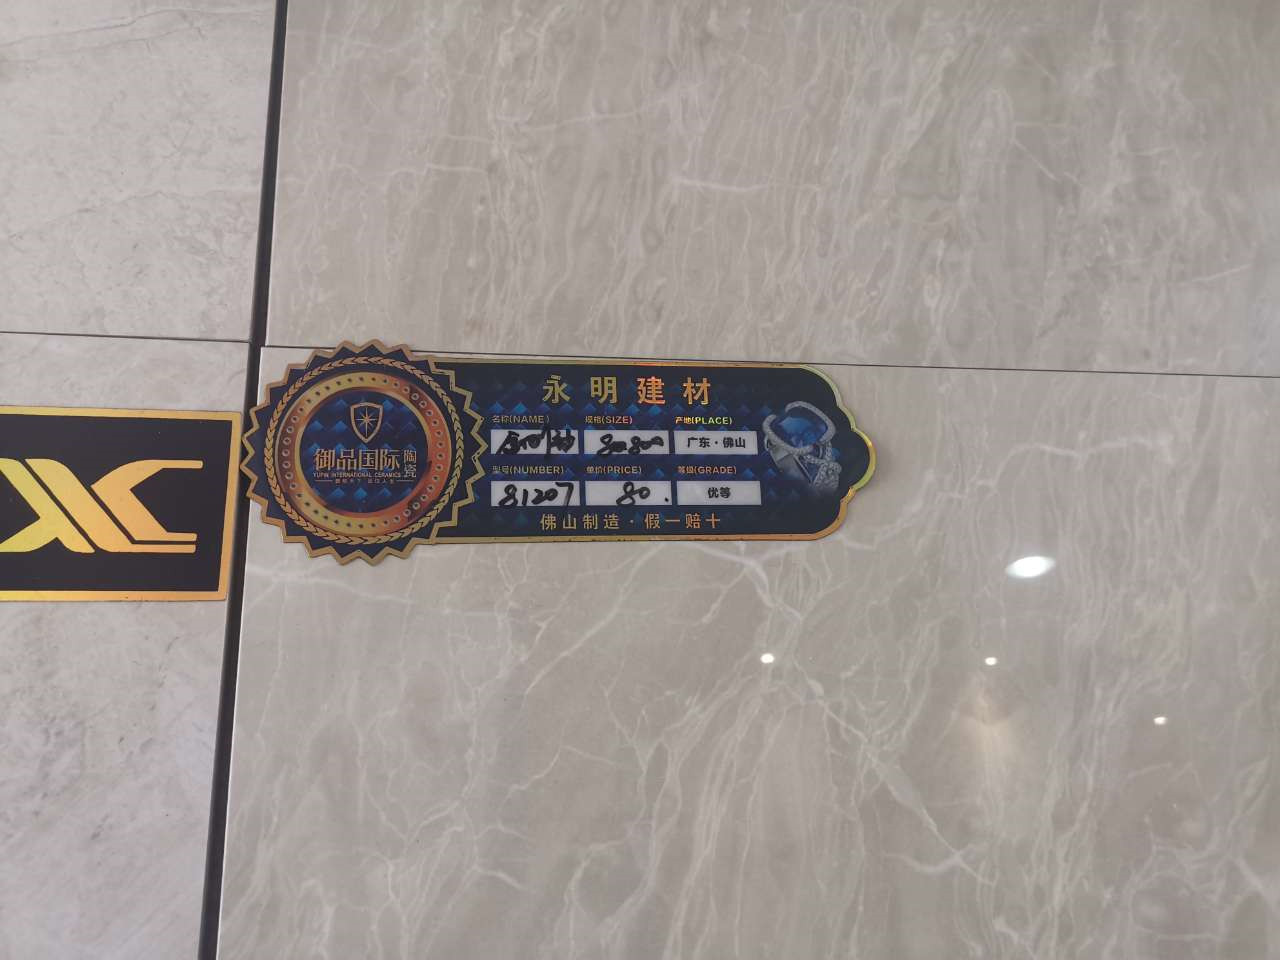 永明建材
名称(NAME) 规格(SIZE) 产地(PLACE)
80.800 广东·佛山
型号(NUMBER) 单价(PRICE) 等级(GRADE)
81207 80. 优等
佛山制造·假一赔十
御品国际陶瓷
YUPIN INTERNATIONAL CERAMICS